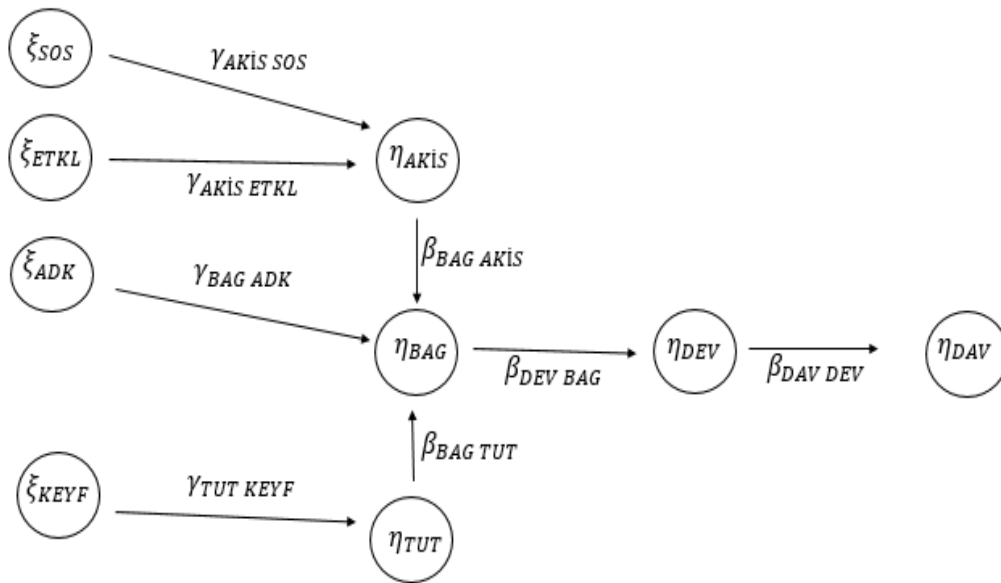 ξSOS
γAKİS SOS
ξETKL
ηAKİS
γAKİS ETKL
βBAG AKİS
ξADK
γBAG ADK
ηBAG
βDEV BAG
ηDEV
βDAV DEV
ηDAV
βBAG TUT
ξKEYF
γTUT KEYF
ηTUT